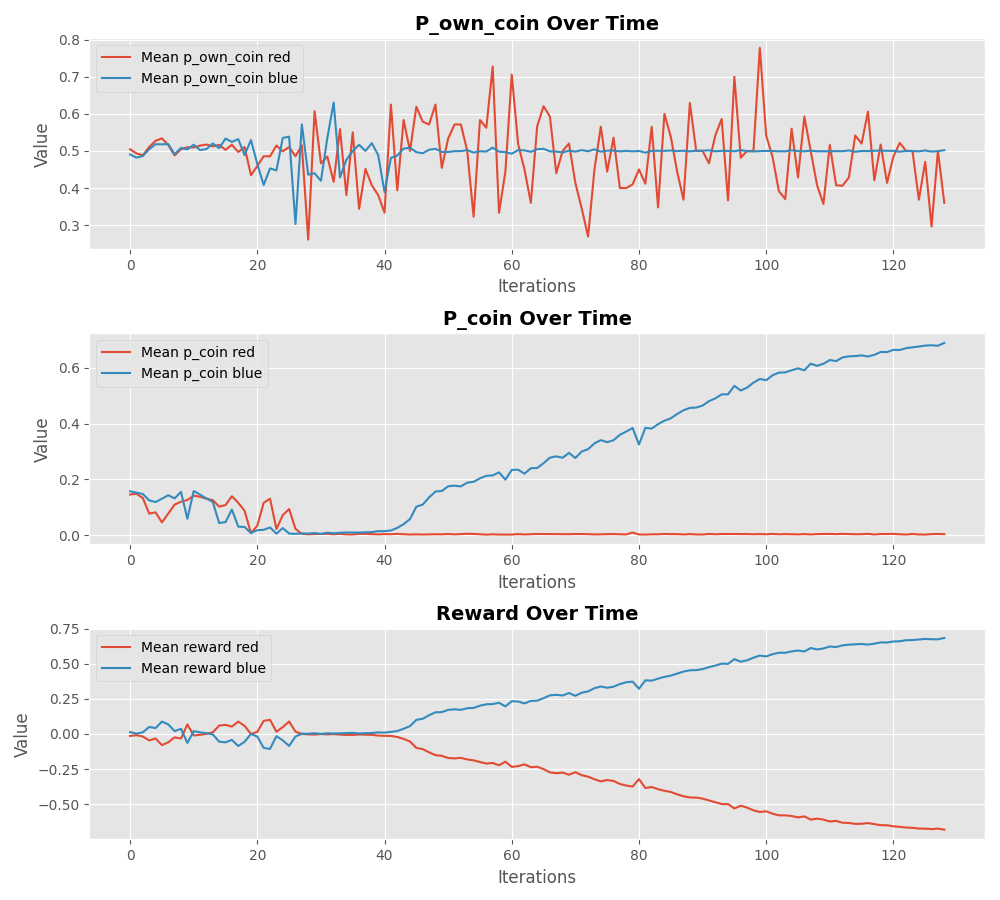 P_own_coin Over Time
0.8
0.7
0.6
0.5
0.4
0.3
Value
Mean p_own_coin red
Mean p_own_coin blue
0 20 40 60 80 100 120
Iterations
P_coin Over Time
0.6
0.4
0.2
0.0
Value
Mean p_coin red
Mean p_coin blue
0 20 40 60 80 100 120
Iterations
Reward Over Time
0.75
0.50
0.25
0.00
−0.25
−0.50
Value
Mean reward red
Mean reward blue
0 20 40 60 80 100 120
Iterations